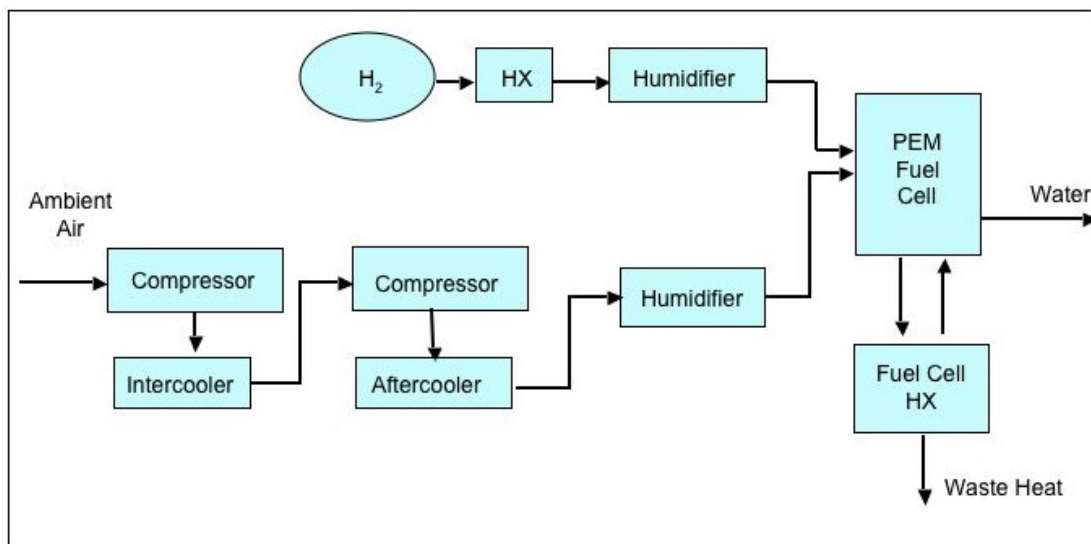 H₂
HX
Humidifier
PEM
Fuel
Cell
Water
Ambient
Air
Compressor
Compressor
Humidifier
Intercooler
Aftercooler
Fuel Cell
HX
Waste Heat